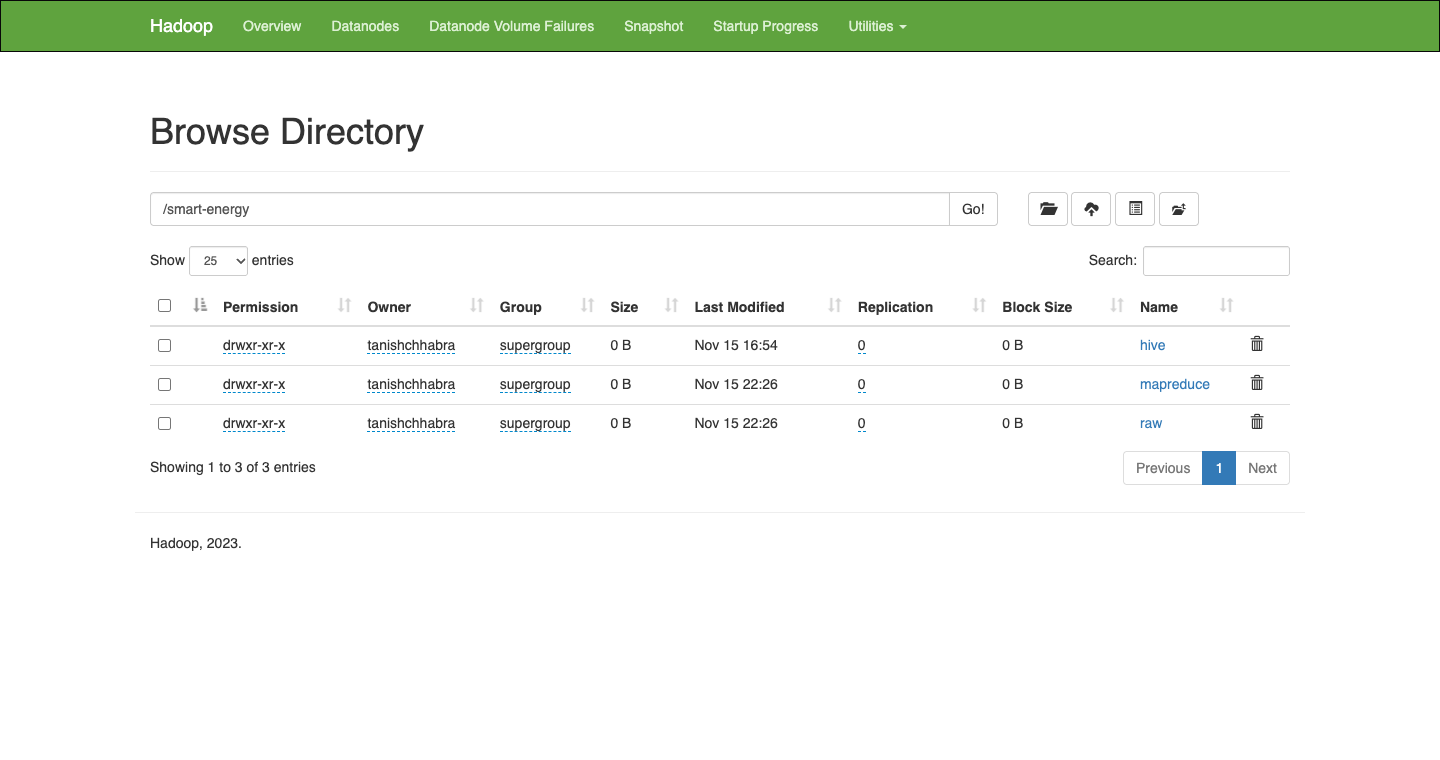 Hadoop Overview Datanodes Datanode Volume Failures Snapshot Startup Progress Utilities
Browse Directory
/smart-energy Go!
Show 25 entries Search:
Permission Owner Group Size Last Modified Replication Block Size Name
drwxr-xr-x tanishchhabra supergroup 0 B Nov 15 16:54 0 0 B hive
drwxr-xr-x tanishchhabra supergroup 0 B Nov 15 22:26 0 0 B mapreduce
drwxr-xr-x tanishchhabra supergroup 0 B Nov 15 22:26 0 0 B raw
Showing 1 to 3 of 3 entries Previous 1 Next
Hadoop, 2023.